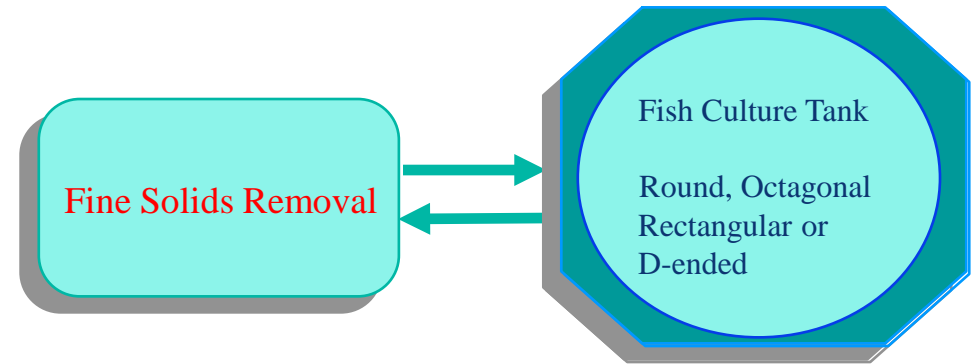 Fine Solids Removal
Fish Culture Tank
Round, Octagonal
Rectangular or
D-ended